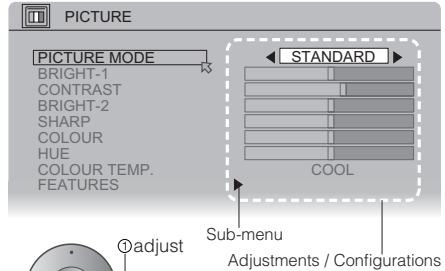 PICTURE
PICTURE MODE STANDARD
BRIGHT-1
CONTRAST
BRIGHT-2
SHARP
COLOUR
HUE
COLOUR TEMP. COOL
FEATURES
Sub-menu
①adjust
Adjustments / Configurations